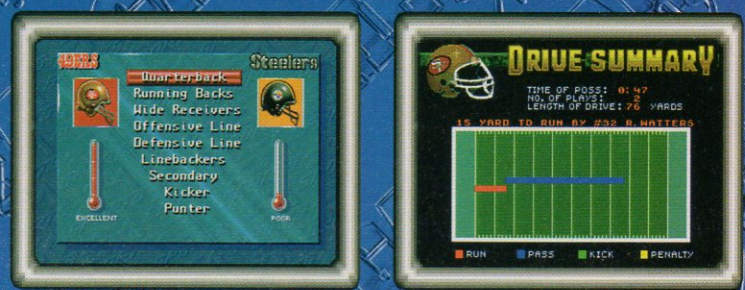 49ers
Steelers
Quarterback
Running Backs
Wide Receivers
Offensive Line
Defensive Line
Linebackers
Secondary
Kicker
Punter
EXCELLENT
POOR
DRIVE SUMMARY
TIME OF POSS: 0:47
NO. OF PLAYS: 2
LENGTH OF DRIVE: 76 YARDS
15 YARD TD RUN BY #32 R.WATTERS
RUN
PASS
KICK
PENALTY